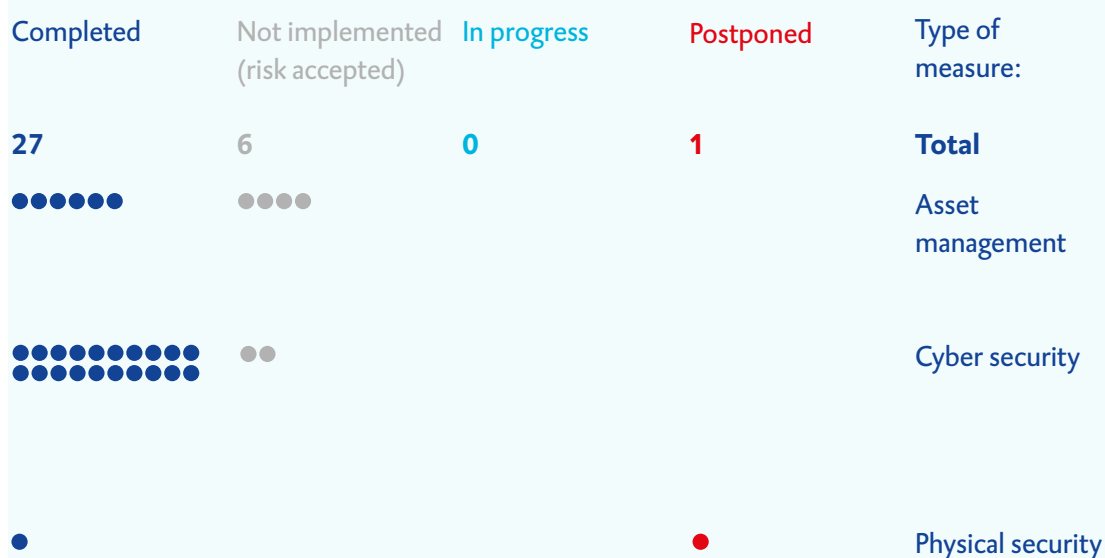 Completed
Not implemented
(risk accepted)
In progress
Postponed
Type of
measure:
27
6
0
1
Total
Asset
management
Cyber security
Physical security